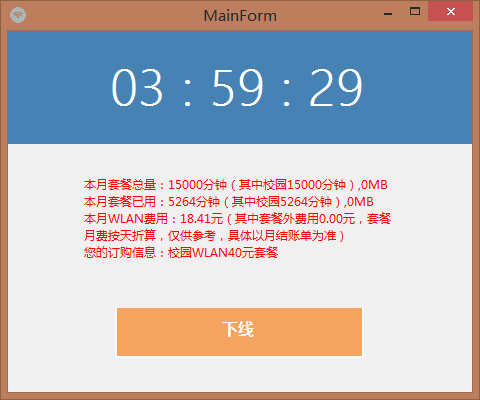 MainForm
03 : 59 : 29
本月套餐总量：15000分钟（其中校园15000分钟）,0MB
本月套餐已用：5264分钟（其中校园5264分钟）,0MB
本月WLAN费用：18.41元（其中套餐外费用0.00元，套餐
月费按天折算，仅供参考，具体以月结账单为准）
您的订购信息：校园WLAN40元套餐
下线